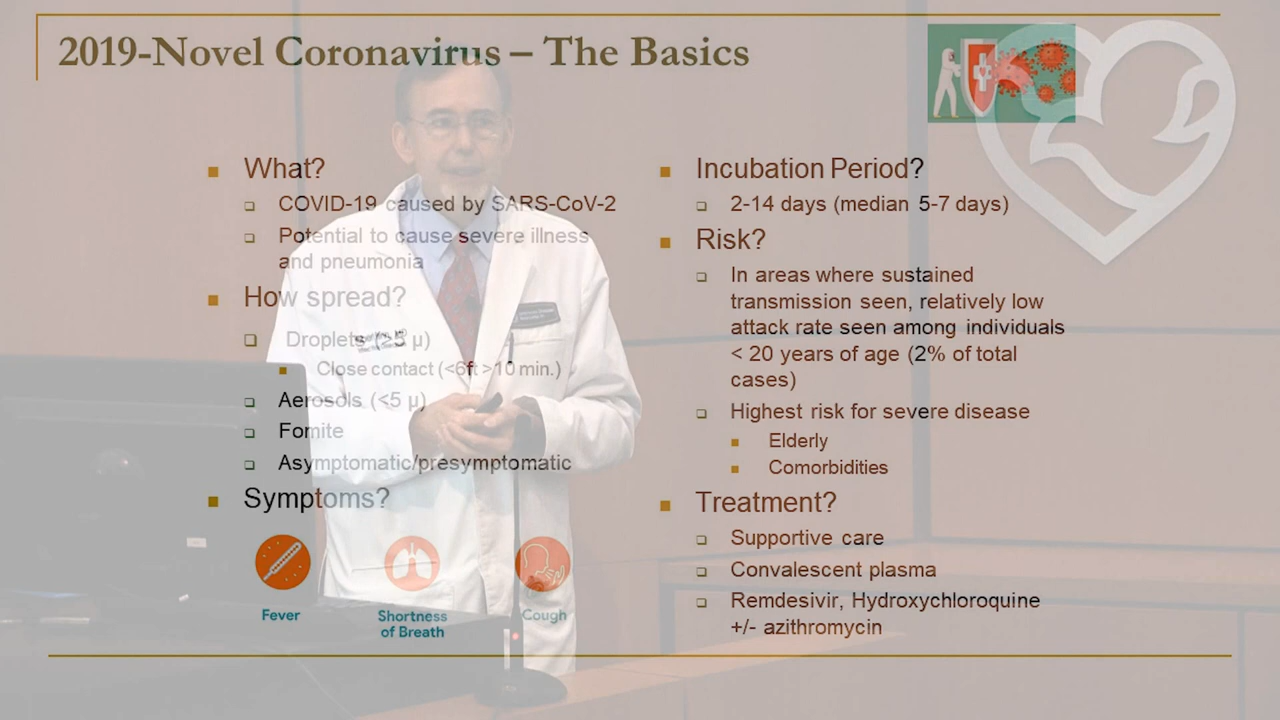 2019-Novel Coronavirus – The Basics
What?
COVID-19 caused by SARS-CoV-2
Potential to cause severe illness
and pneumonia
How spread?
Droplets (>5 µ)
Close contact (<6ft >10 min.)
Aerosols (<5 µ)
Fomite
Asymptomatic/presymptomatic
Symptoms?
Fever
Shortness
of Breath
Cough
Incubation Period?
2-14 days (median 5-7 days)
Risk?
In areas where sustained
transmission seen, relatively low
attack rate seen among individuals
< 20 years of age (2% of total
cases)
Highest risk for severe disease
Elderly
Comorbidities
Treatment?
Supportive care
Convalescent plasma
Remdesivir, Hydroxychloroquine
+/- azithromycin